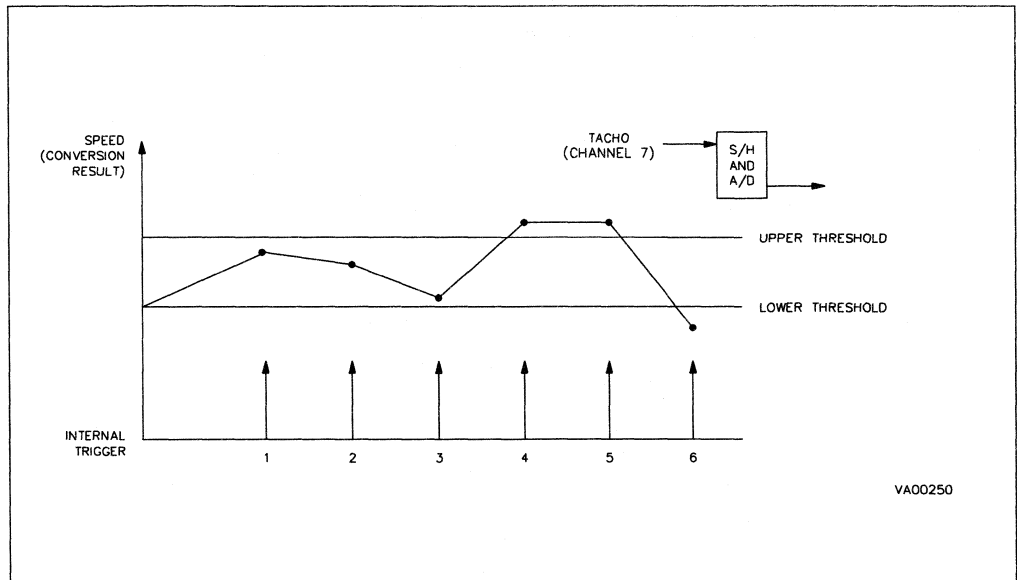 SPEED
(CONVERSION
RESULT)
TACHO
(CHANNEL 7)
S/H
AND
A/D
UPPER THRESHOLD
LOWER THRESHOLD
INTERNAL
TRIGGER
1 2 3 4 5 6
VA00250